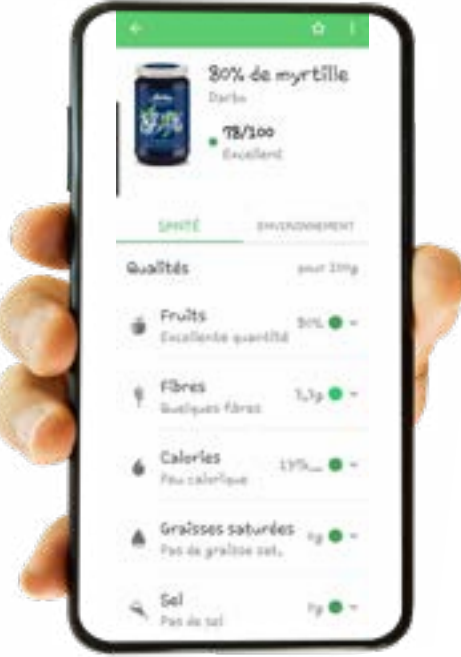 80% de myrtille
Darbo
80%
78/100
Excellent
SANTÉ ENVIRONNEMENT
Qualités pour 100g
Fruits 80%
Excellente quantité
Fibres
Quelques fibres
Calories
Peu calorique
Graisses saturées 0g
Pas de graisse sat.
Sel 0g
Pas de sel